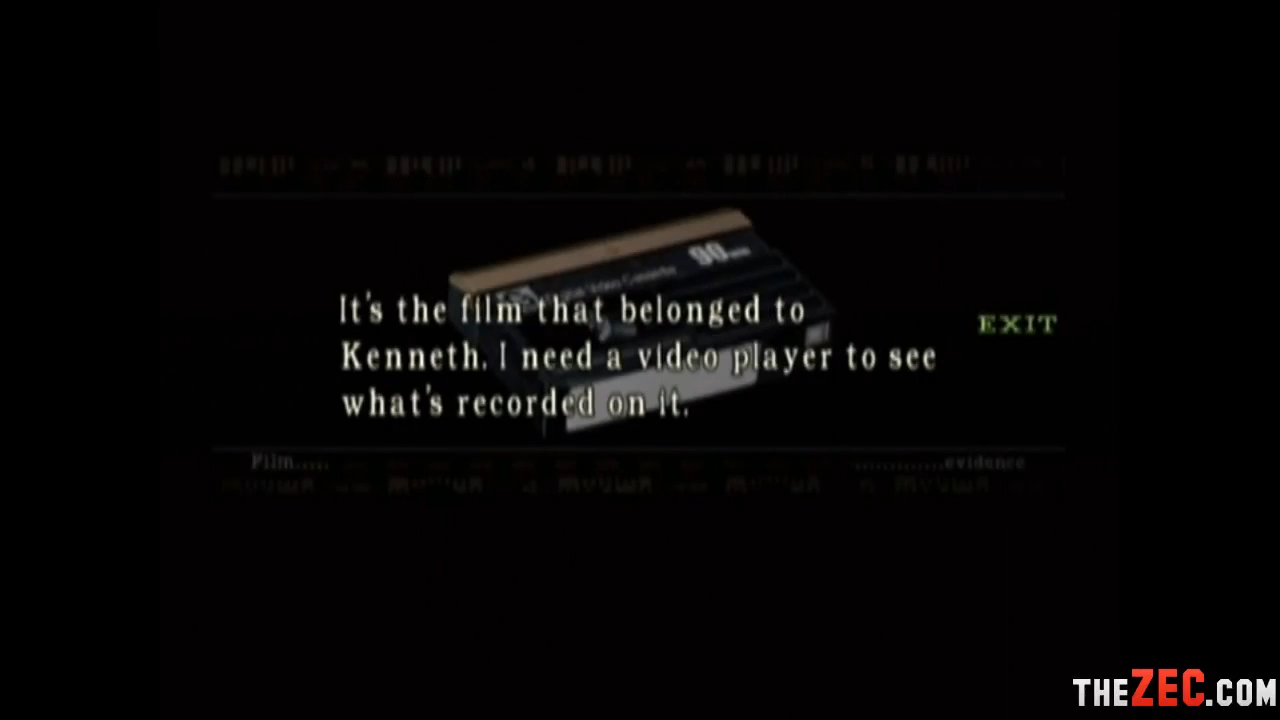 90
It's the film that belonged to
EXIT
Kenneth. I need a video player to see
what's recorded on it.
Film.....
............evidence
THEZEC.COM